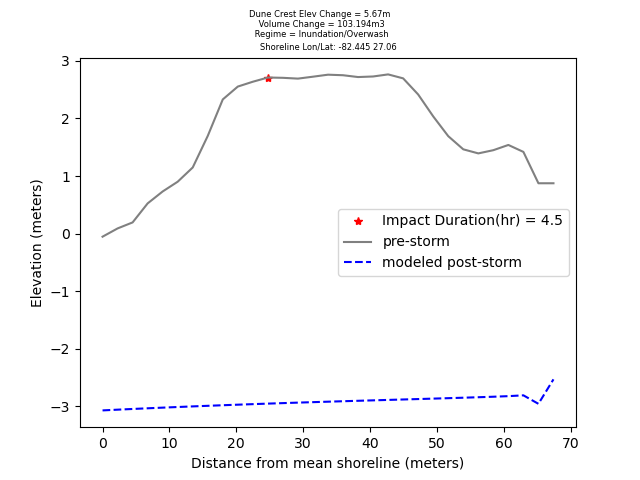 Dune Crest Elev Change = 5.67m
Volume Change = 103.194m3
Regime = Inundation/Overwash
Shoreline Lon/Lat: -82.445 27.06
3
2
1
0
−1
−2
−3
Elevation (meters)
Impact Duration(hr) = 4.5
pre-storm
modeled post-storm
0 10 20 30 40 50 60 70
Distance from mean shoreline (meters)